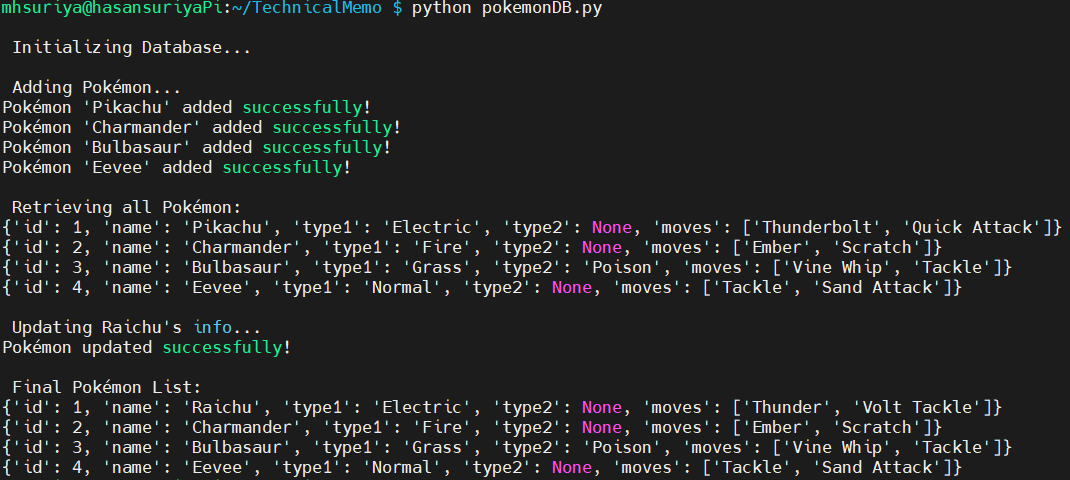 mhsuriya@hasansuriyaPi:~/TechnicalMemo $ python pokemonDB.py
Initializing Database...
Adding Pokémon...
Pokémon 'Pikachu' added successfully!
Pokémon 'Charmander' added successfully!
Pokémon 'Bulbasaur' added successfully!
Pokémon 'Eevee' added successfully!
Retrieving all Pokémon:
{'id': 1, 'name': 'Pikachu', 'type1': 'Electric', 'type2': None, 'moves': ['Thunderbolt', 'Quick Attack']}
{'id': 2, 'name': 'Charmander', 'type1': 'Fire', 'type2': None, 'moves': ['Ember', 'Scratch']}
{'id': 3, 'name': 'Bulbasaur', 'type1': 'Grass', 'type2': 'Poison', 'moves': ['Vine Whip', 'Tackle']}
{'id': 4, 'name': 'Eevee', 'type1': 'Normal', 'type2': None, 'moves': ['Tackle', 'Sand Attack']}
Updating Raichu's info...
Pokémon updated successfully!
Final Pokémon List:
{'id': 1, 'name': 'Raichu', 'type1': 'Electric', 'type2': None, 'moves': ['Thunder', 'Volt Tackle']}
{'id': 2, 'name': 'Charmander', 'type1': 'Fire', 'type2': None, 'moves': ['Ember', 'Scratch']}
{'id': 3, 'name': 'Bulbasaur', 'type1': 'Grass', 'type2': 'Poison', 'moves': ['Vine Whip', 'Tackle']}
{'id': 4, 'name': 'Eevee', 'type1': 'Normal', 'type2': None, 'moves': ['Tackle', 'Sand Attack']}